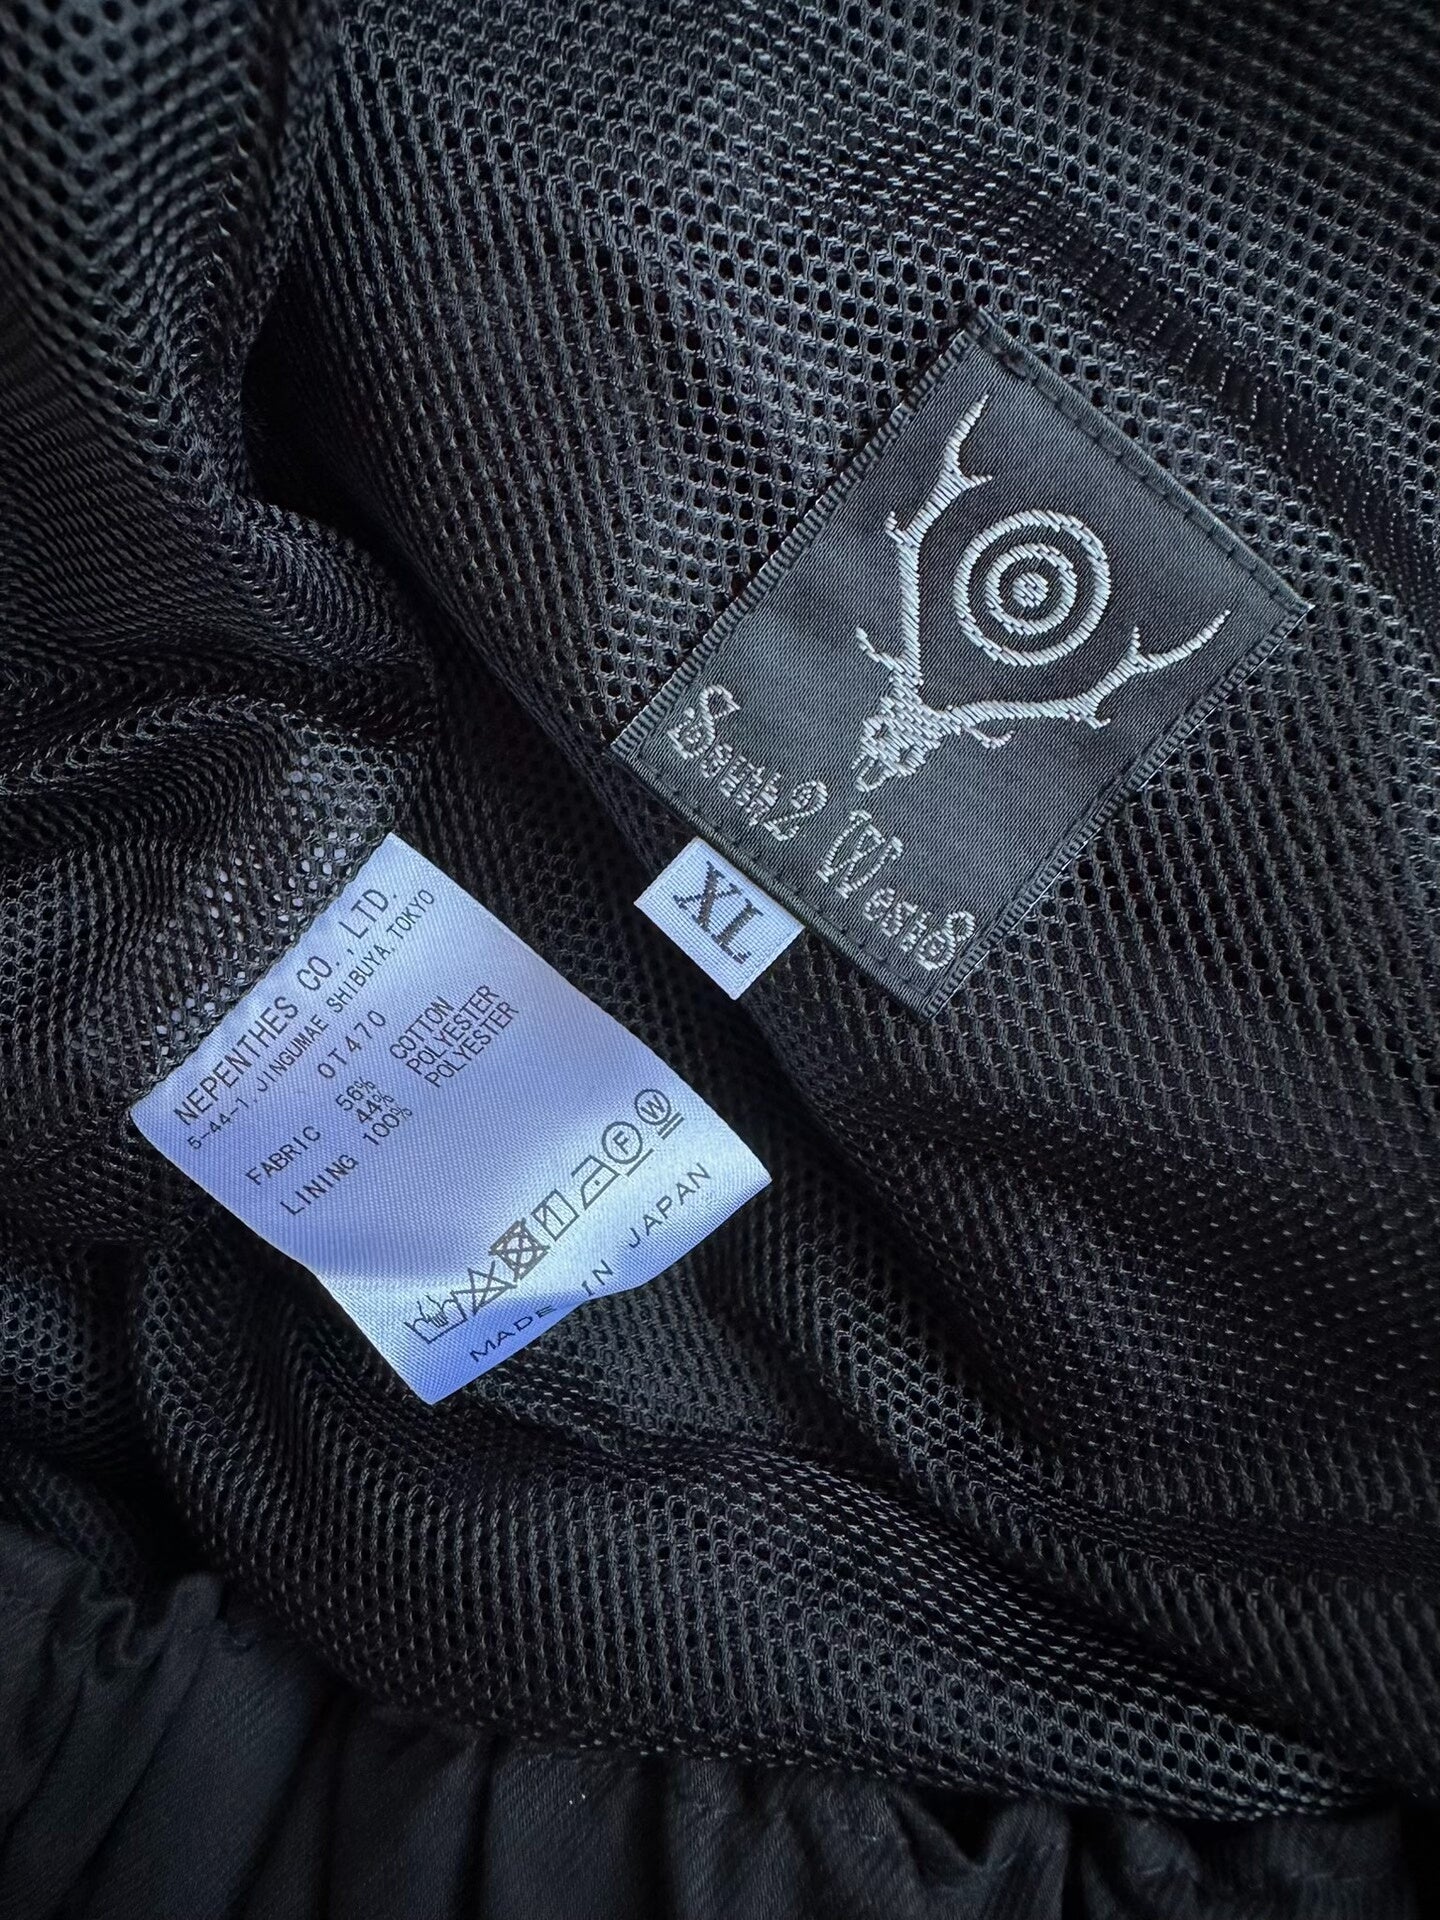 South2 West8
XL
NEPENTHES CO.,LTD.
5-44-1,JINGUMAE SHIBUYA,TOKYO
OT470
FABRIC 56% COTTON
44% POLYESTER
LINING 100% POLYESTER
F W
MADE IN JAPAN